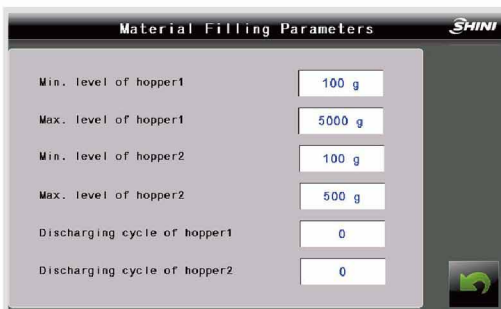 Material Filling Parameters
SHINI
Min. level of hopper1 100 g
Max. level of hopper1 5000 g
Min. level of hopper2 100 g
Max. level of hopper2 500 g
Discharging cycle of hopper1 0
Discharging cycle of hopper2 0